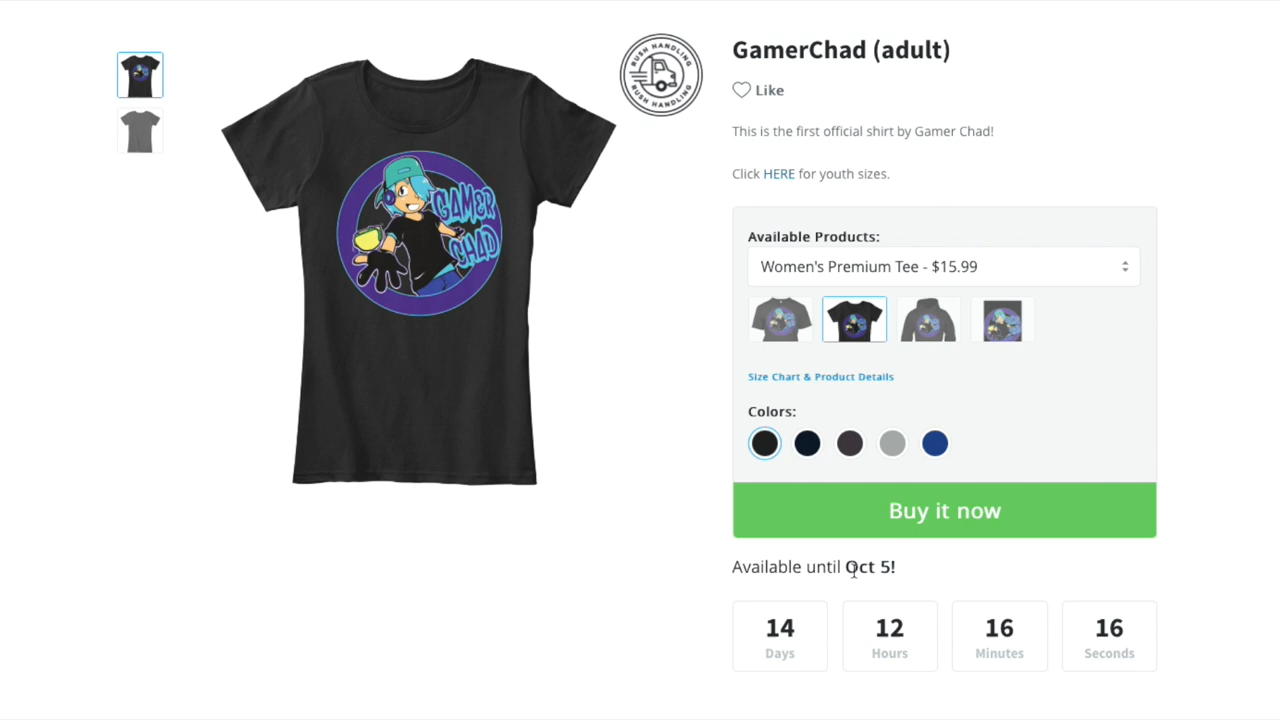 RUSH HANDLING
RUSH HANDLING
GAMER
CHAD
GamerChad (adult)
Like
This is the first official shirt by Gamer Chad!
Click HERE for youth sizes.
Available Products:
Women's Premium Tee - $15.99
Size Chart & Product Details
Colors:
Buy it now
Available until Oct 5!
14 12 16 16
Days Hours Minutes Seconds